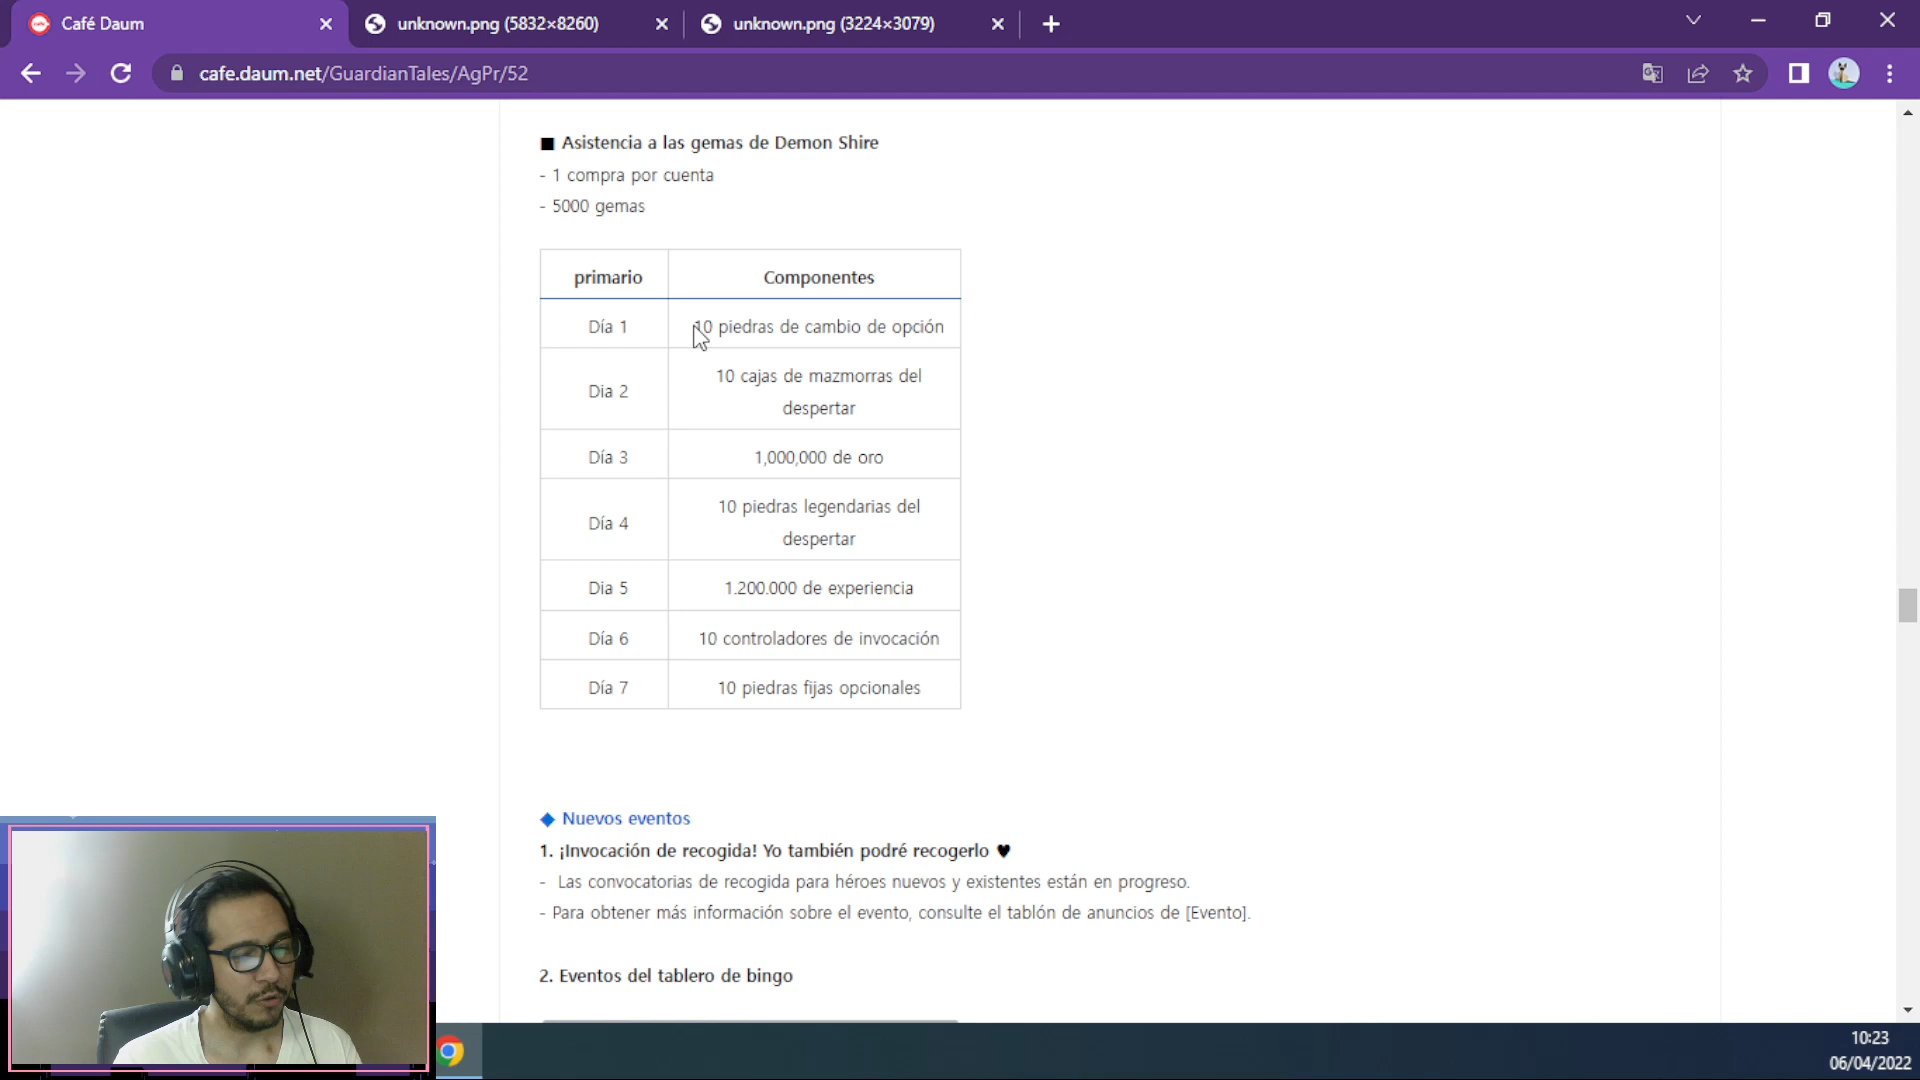 Café Daum
unknown.png (5832×8260)
unknown.png (3224×3079)
cafe.daum.net/GuardianTales/AgPr/52
■ Asistencia a las gemas de Demon Shire
- 1 compra por cuenta
- 5000 gemas
primario Componentes
Día 1 10 piedras de cambio de opción
Dia 2 10 cajas de mazmorras del
despertar
Día 3 1,000,000 de oro
Día 4 10 piedras legendarias del
despertar
Dia 5 1.200.000 de experiencia
Día 6 10 controladores de invocación
Día 7 10 piedras fijas opcionales
◆ Nuevos eventos
1. ¡Invocación de recogida! Yo también podré recogerlo ♥
- Las convocatorias de recogida para héroes nuevos y existentes están en progreso.
- Para obtener más información sobre el evento, consulte el tablón de anuncios de [Evento].
2. Eventos del tablero de bingo
10:23
06/04/2022